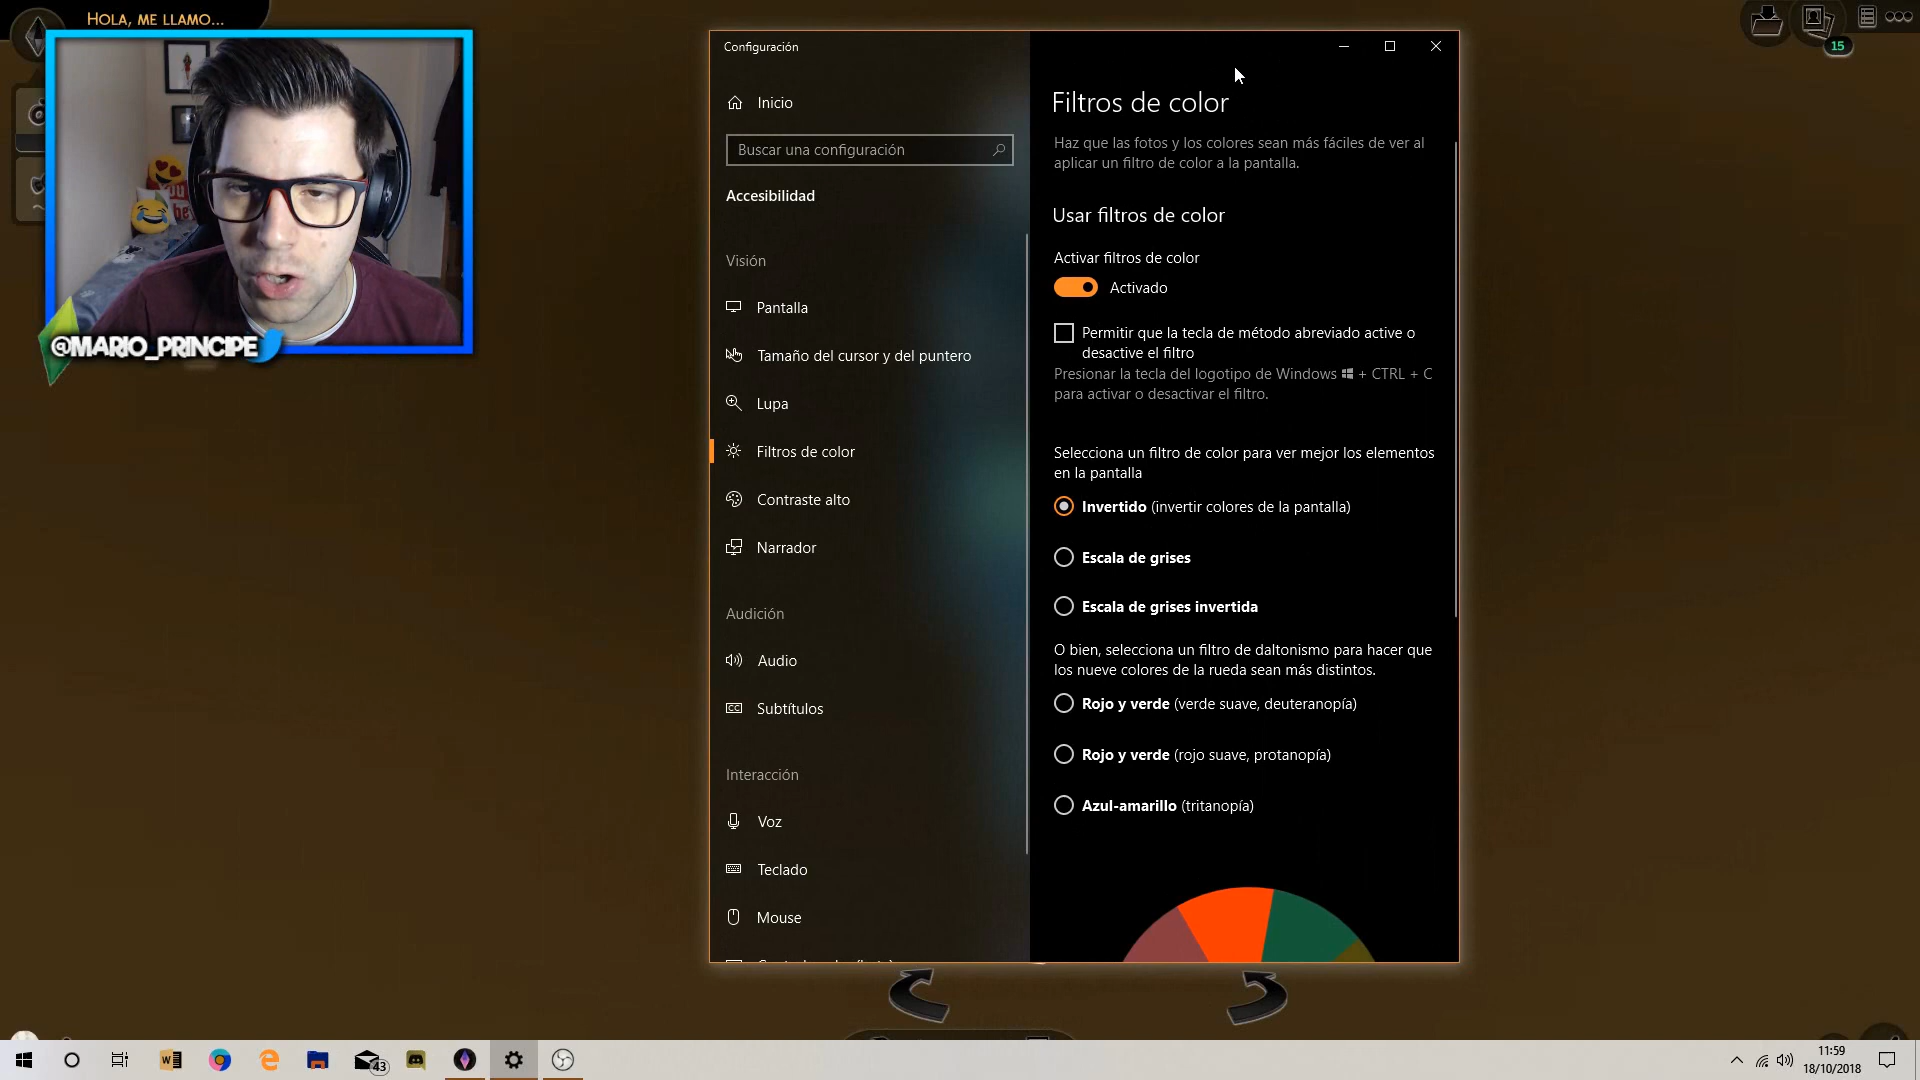 HOLA, ME LLAMO...
15
@MARIO_PRINCIPE
Configuración
Inicio
Buscar una configuración
Accesibilidad
Visión
Pantalla
Tamaño del cursor y del puntero
Lupa
Filtros de color
Contraste alto
Narrador
Audición
Audio
Subtítulos
Interacción
Voz
Teclado
Mouse
Filtros de color
Haz que las fotos y los colores sean más fáciles de ver al
aplicar un filtro de color a la pantalla.
Usar filtros de color
Activar filtros de color
Activado
Permitir que la tecla de método abreviado active o
desactive el filtro
Presionar la tecla del logotipo de Windows + CTRL + C
para activar o desactivar el filtro.
Selecciona un filtro de color para ver mejor los elementos
en la pantalla
Invertido (invertir colores de la pantalla)
Escala de grises
Escala de grises invertida
O bien, selecciona un filtro de daltonismo para hacer que
los nueve colores de la rueda sean más distintos.
Rojo y verde (verde suave, deuteranopía)
Rojo y verde (rojo suave, protanopía)
Azul-amarillo (tritanopía)
43
11:59
18/10/2018